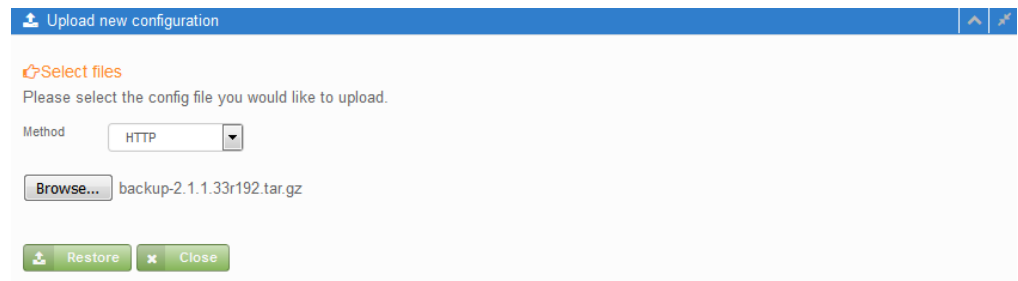 Upload new configuration
Select files
Please select the config file you would like to upload.
Method HTTP
Browse... backup-2.1.1.33r192.tar.gz
Restore Close